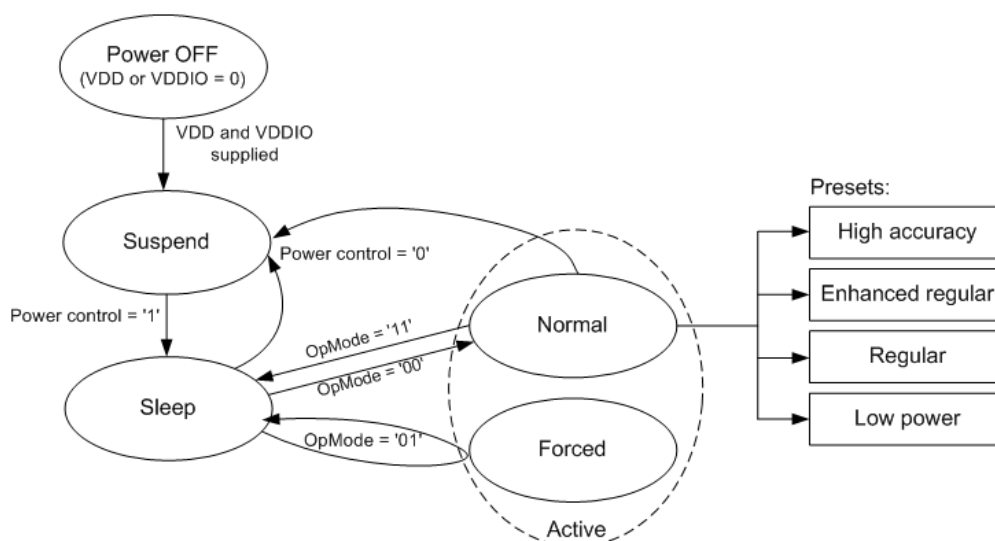 Power OFF
(VDD or VDDIO = 0)
VDD and VDDIO
supplied
Suspend
Power control = '0'
Power control = '1'
Sleep
OpMode = '11'
OpMode = '00'
OpMode = '01'
Normal
Forced
Active
Presets:
High accuracy
Enhanced regular
Regular
Low power